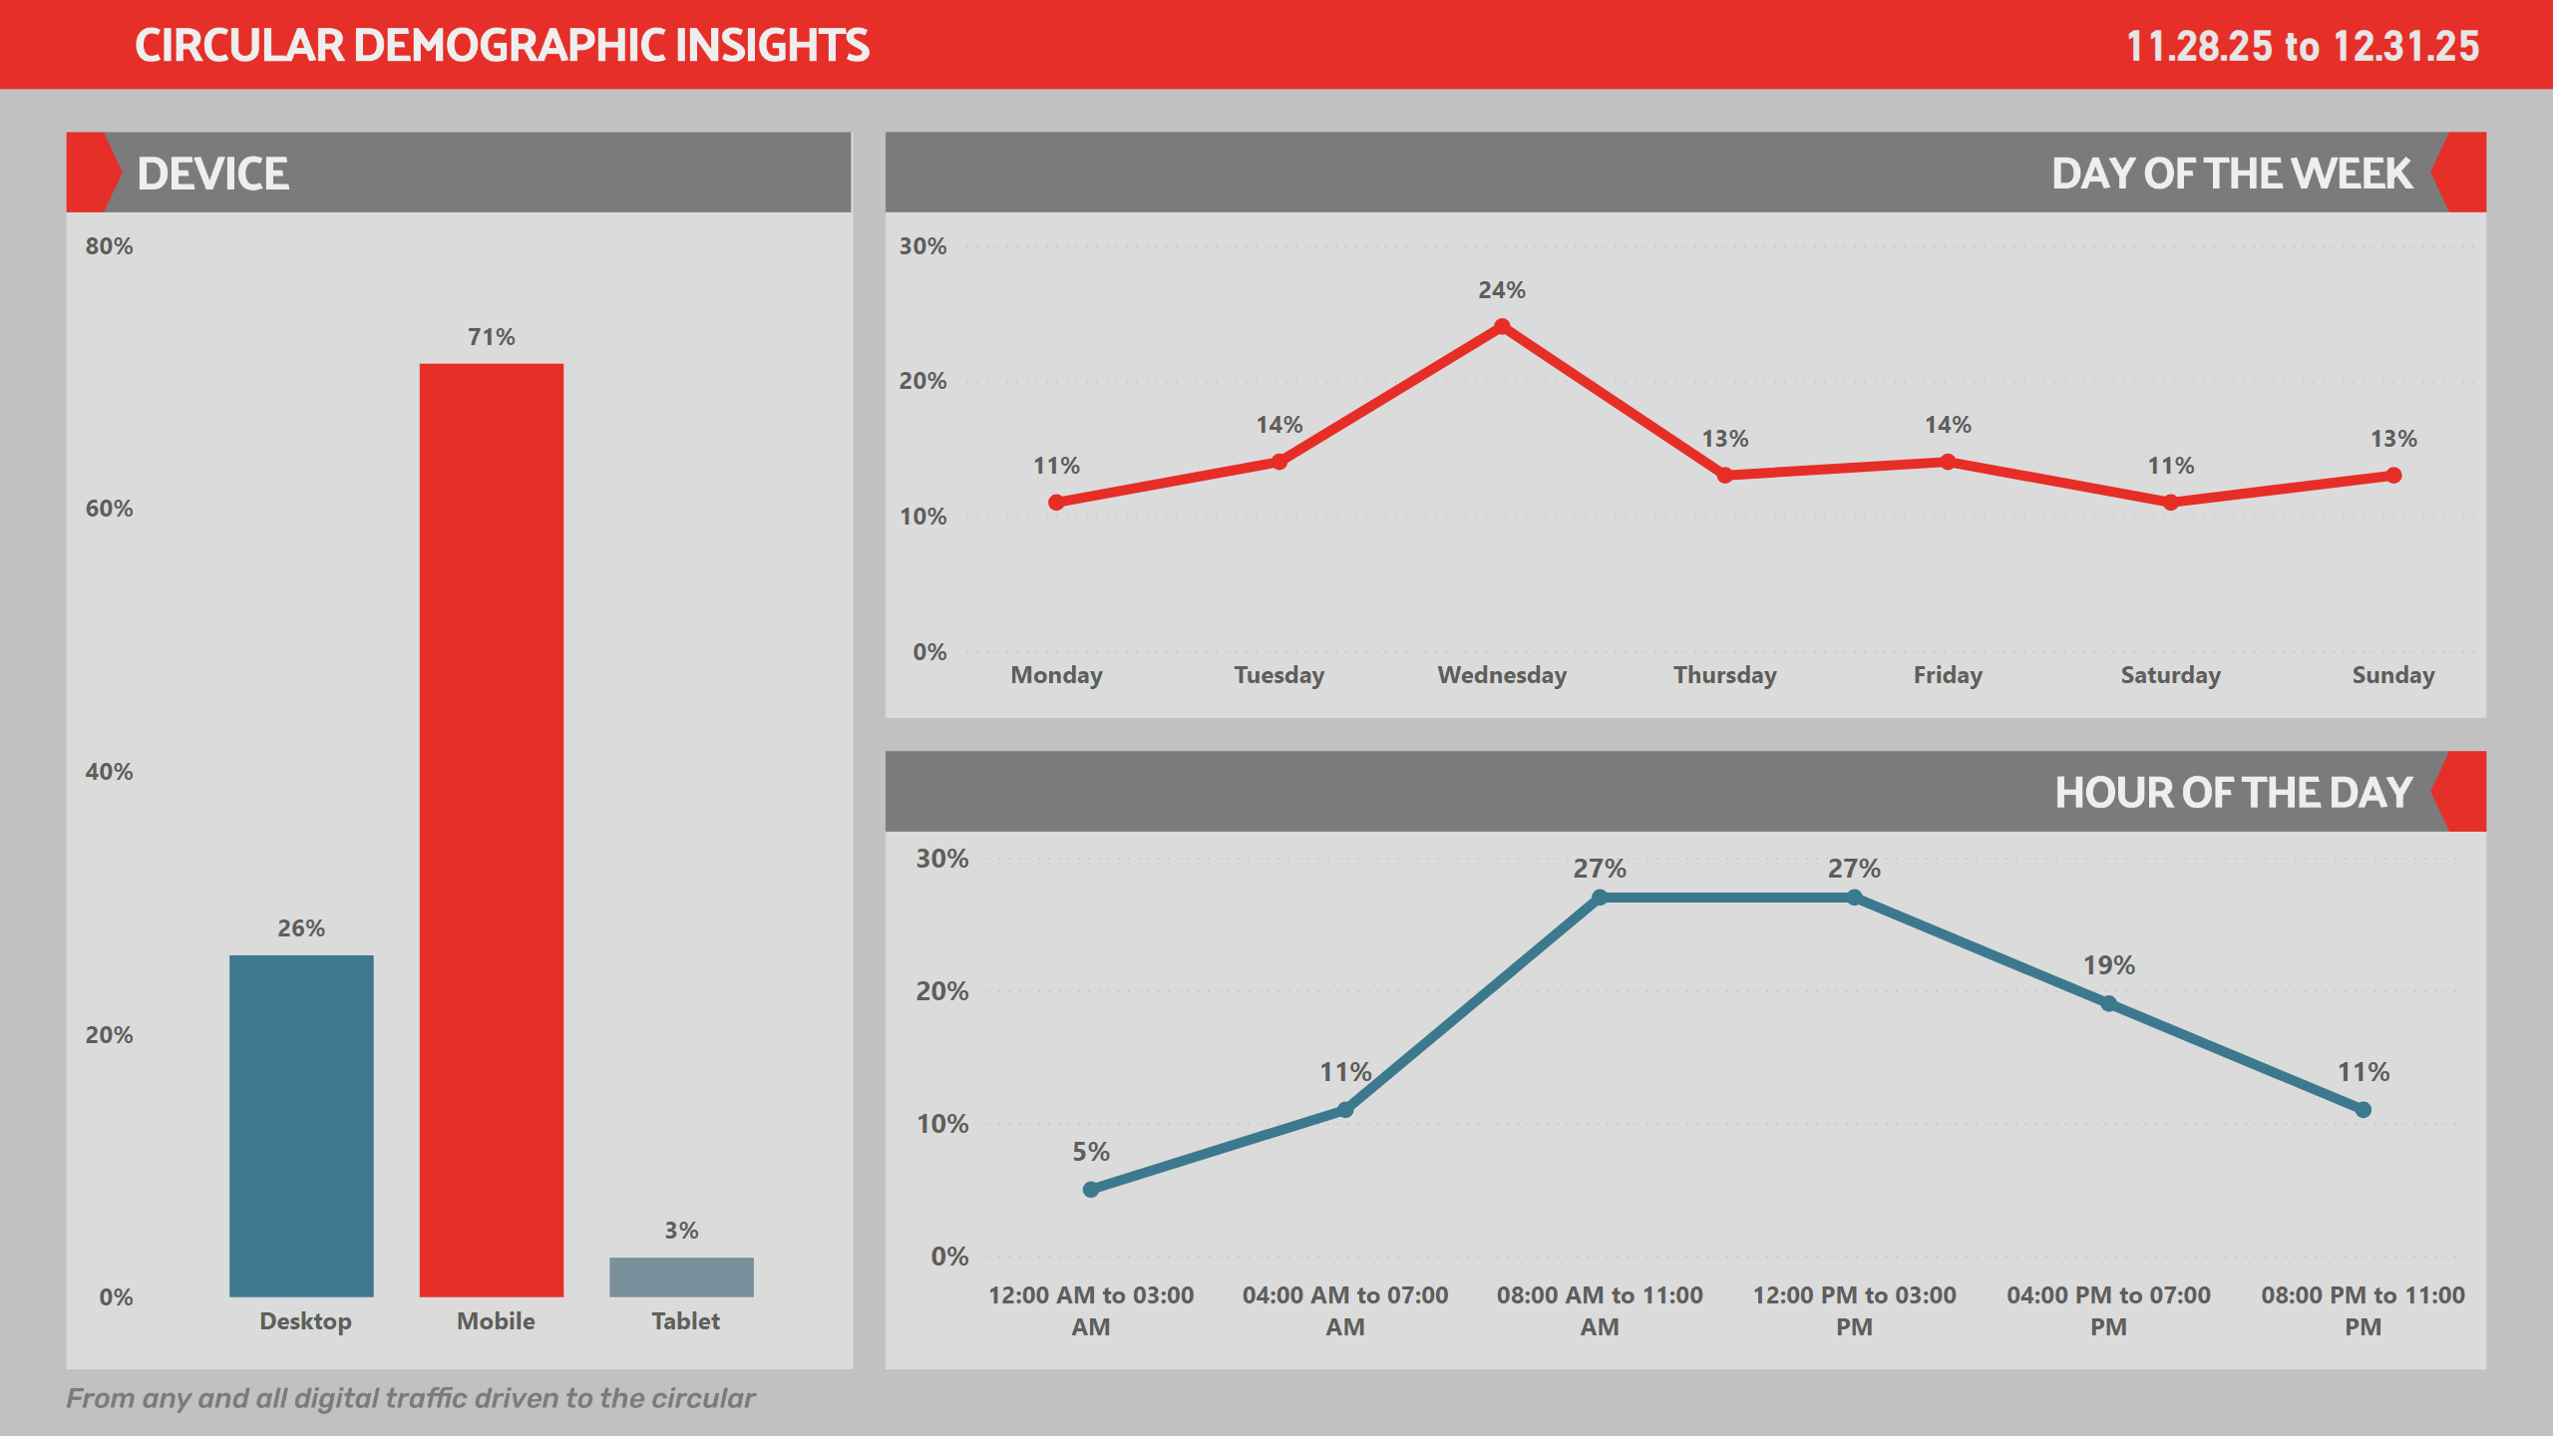 CIRCULAR DEMOGRAPHIC INSIGHTS
11.28.25 to 12.31.25
DEVICE
80%
60%
40%
20%
0%
26%
71%
3%
Desktop
Mobile
Tablet
DAY OF THE WEEK
30%
20%
10%
0%
11%
14%
24%
13%
14%
11%
13%
Monday
Tuesday
Wednesday
Thursday
Friday
Saturday
Sunday
HOUR OF THE DAY
30%
20%
10%
0%
5%
11%
27%
27%
19%
11%
12:00 AM to 03:00
AM
04:00 AM to 07:00
AM
08:00 AM to 11:00
AM
12:00 PM to 03:00
PM
04:00 PM to 07:00
PM
08:00 PM to 11:00
PM
From any and all digital traffic driven to the circular